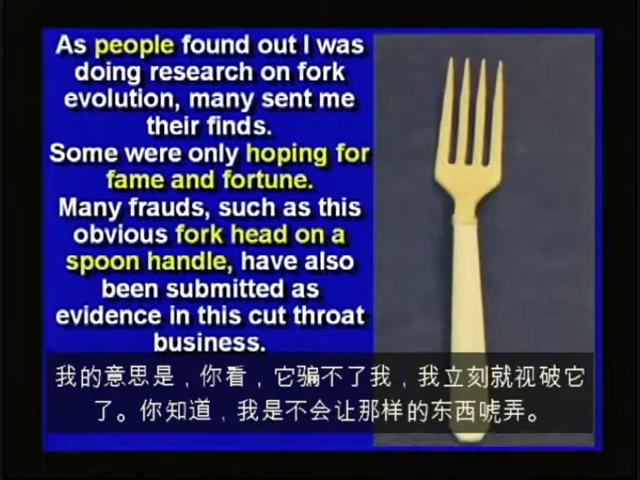 As people found out I was
doing research on fork
evolution, many sent me
their finds.
Some were only hoping for
fame and fortune.
Many frauds, such as this
obvious fork head on a
spoon handle, have also
been submitted as
evidence in this cut throat
business.
我的意思是，你看，它骗不了我，我立刻就视破它
了。你知道，我是不会让那样的东西唬弄。